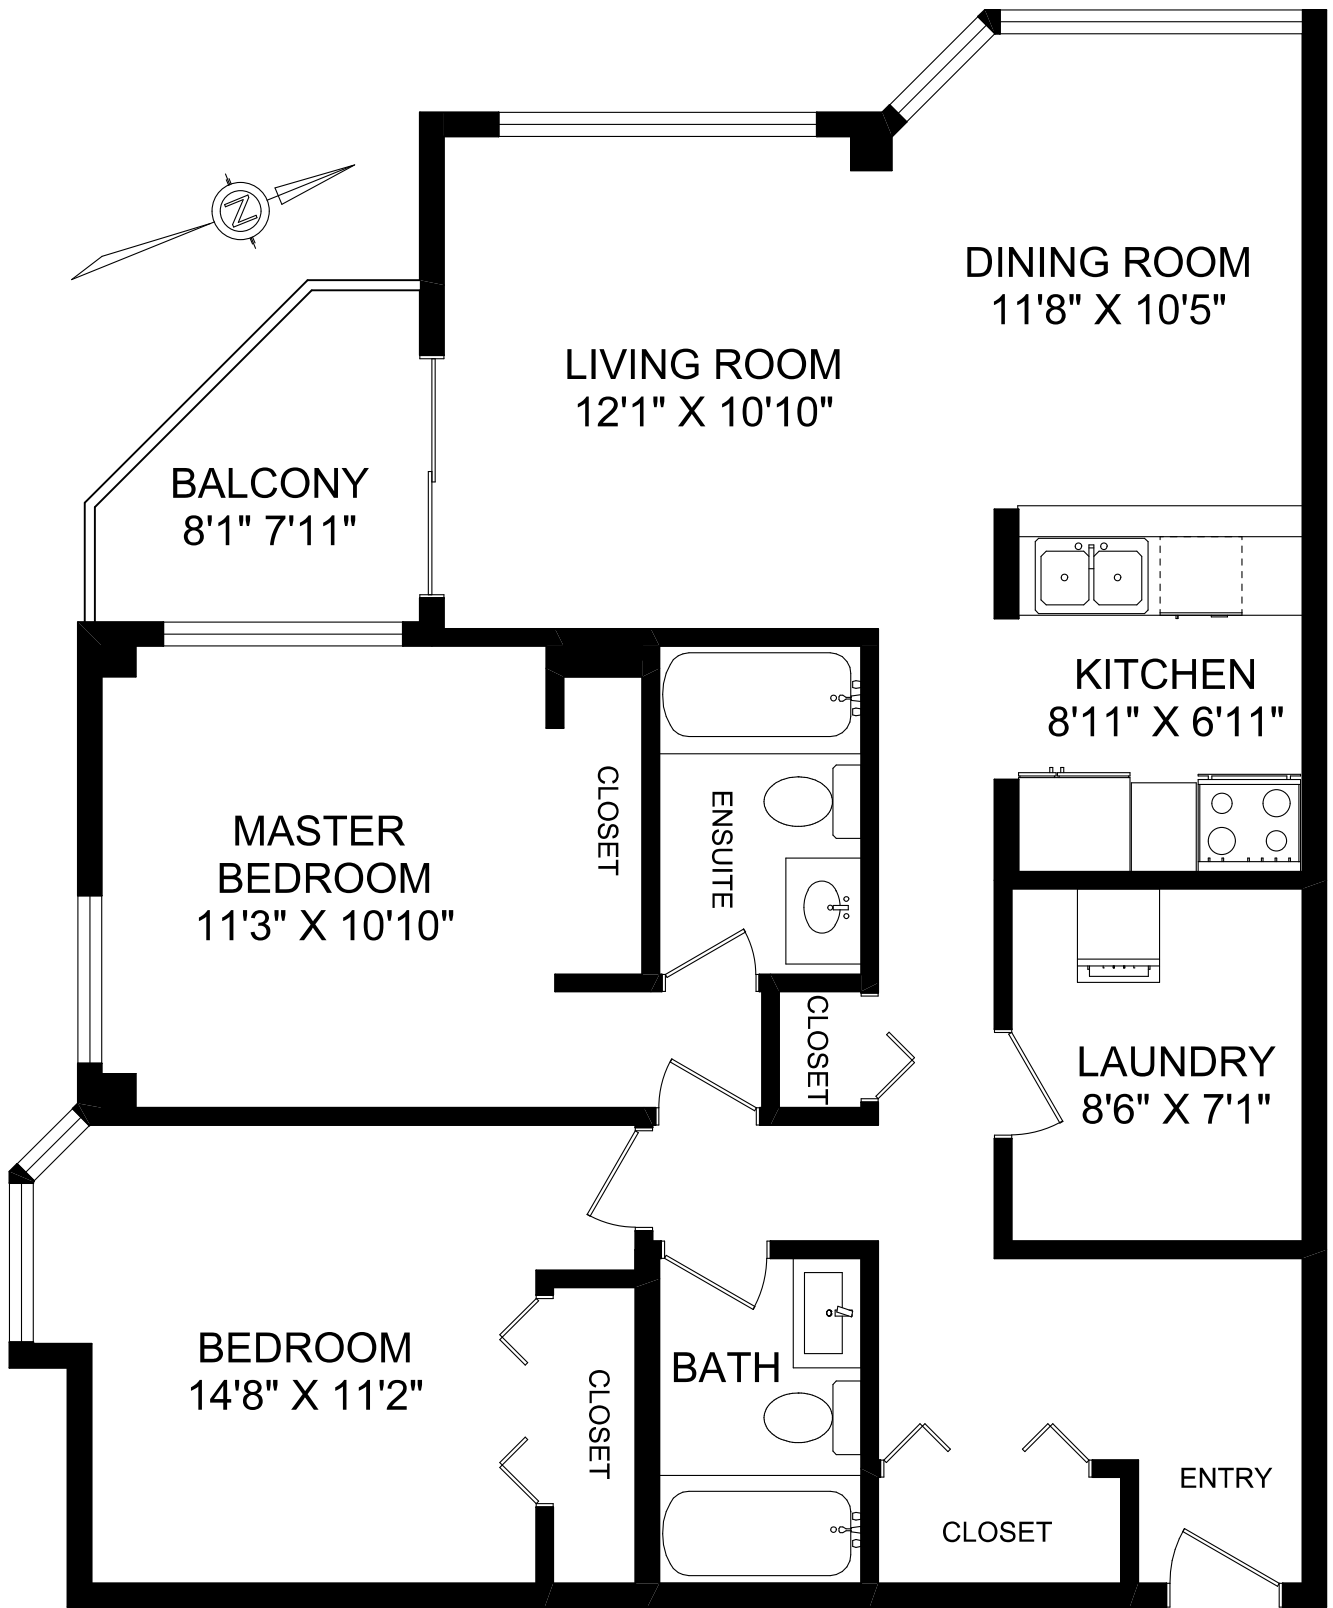 N
DINING ROOM
11'8" X 10'5"
LIVING ROOM
12'1" X 10'10"
BALCONY
8'1" 7'11"
KITCHEN
8'11" X 6'11"
CLOSET
ENSUITE
MASTER
BEDROOM
11'3" X 10'10"
CLOSET
LAUNDRY
8'6" X 7'1"
BEDROOM
14'8" X 11'2"
CLOSET
BATH
ENTRY
CLOSET